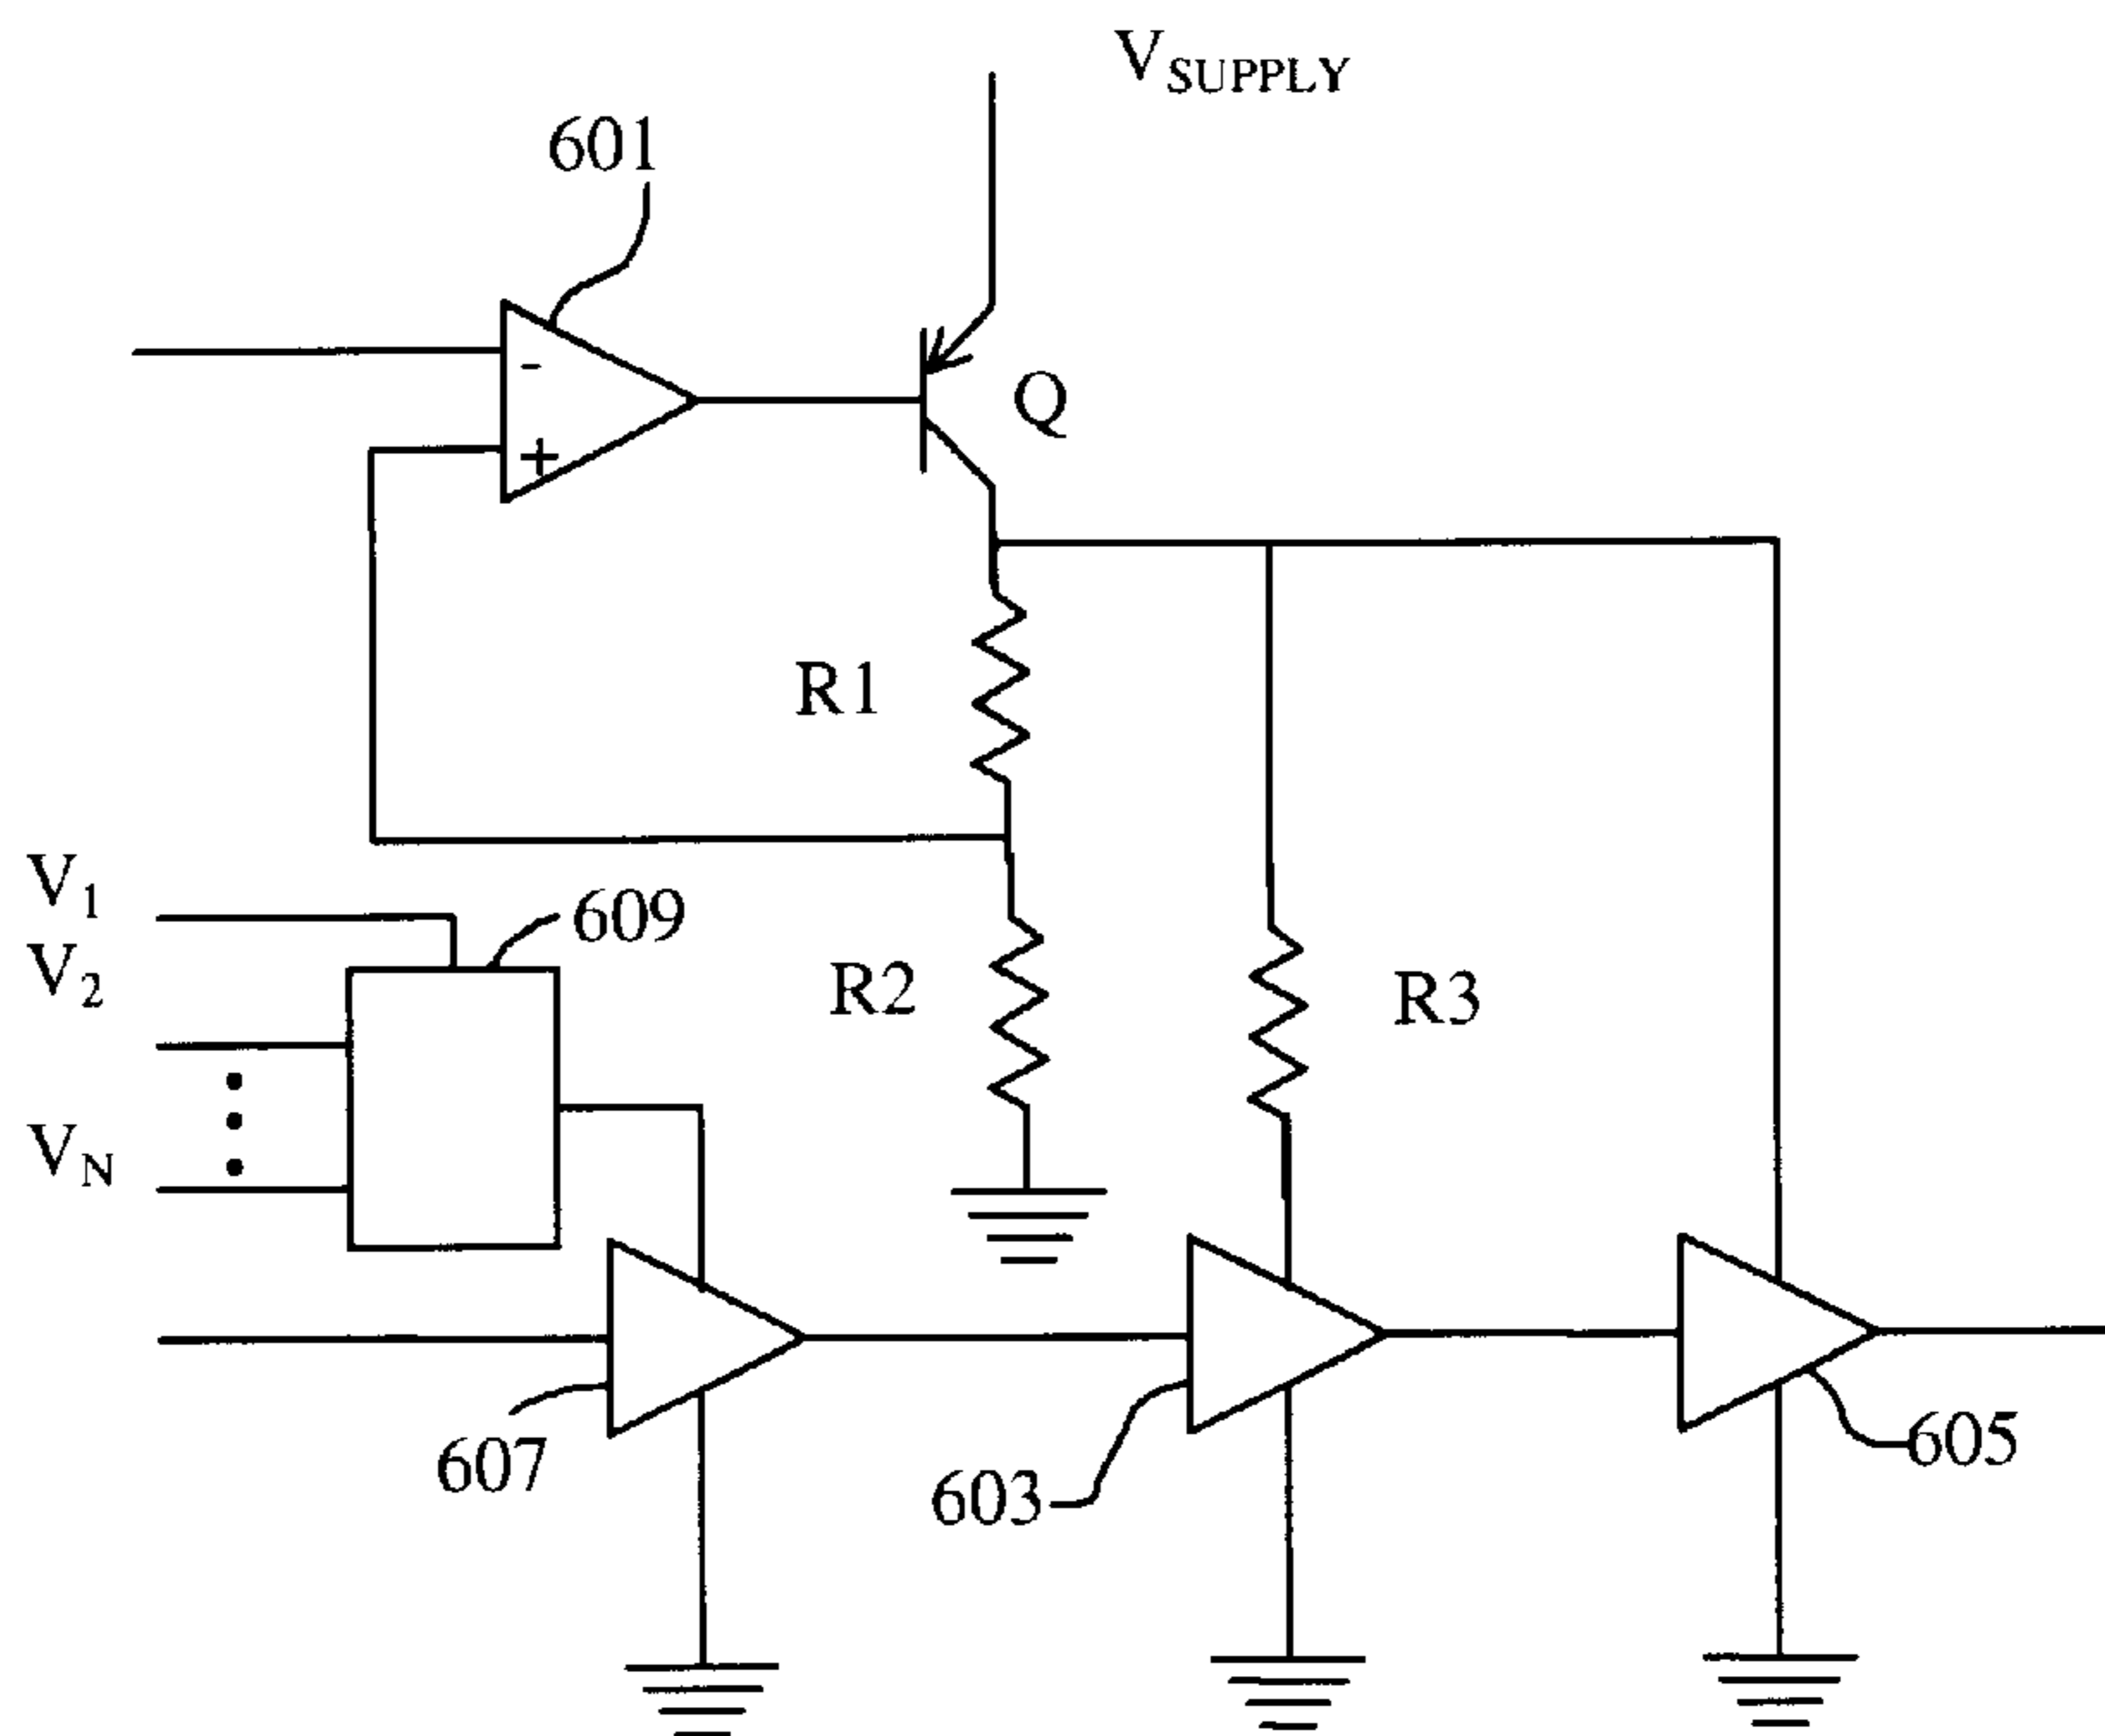 V_SUPPLY
601
-
+
Q
R1
V_1
609
V_2
R2
R3
V_N
607
603
605